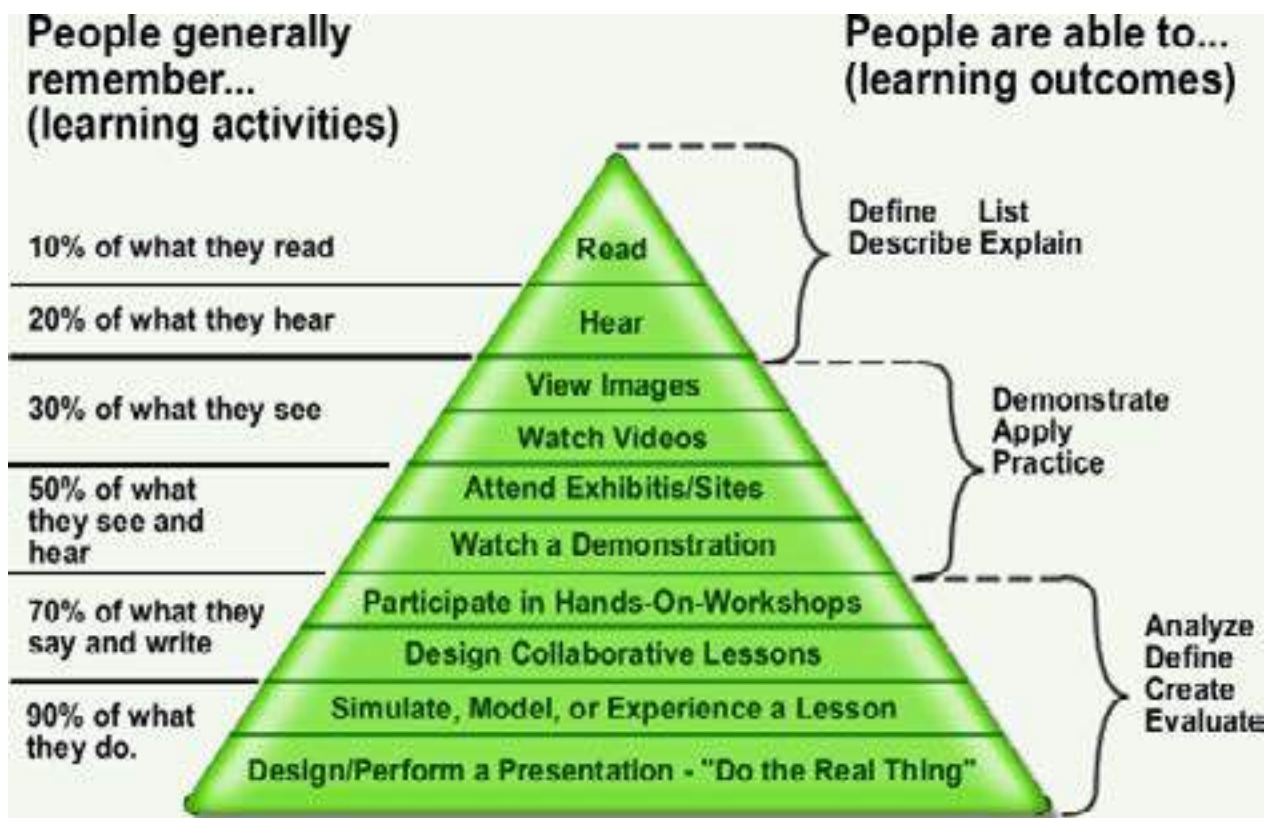 People generally
remember...
(learning activities)
People are able to...
(learning outcomes)
10% of what they read
Read
Define List
Describe Explain
20% of what they hear
Hear
30% of what they see
View Images
Watch Videos
Demonstrate
Apply
Practice
50% of what
they see and
hear
Attend Exhibitis/Sites
Watch a Demonstration
70% of what they
say and write
Participate in Hands-On-Workshops
Design Collaborative Lessons
Analyze
Define
Create
Evaluate
90% of what
they do.
Simulate, Model, or Experience a Lesson
Design/Perform a Presentation - "Do the Real Thing"